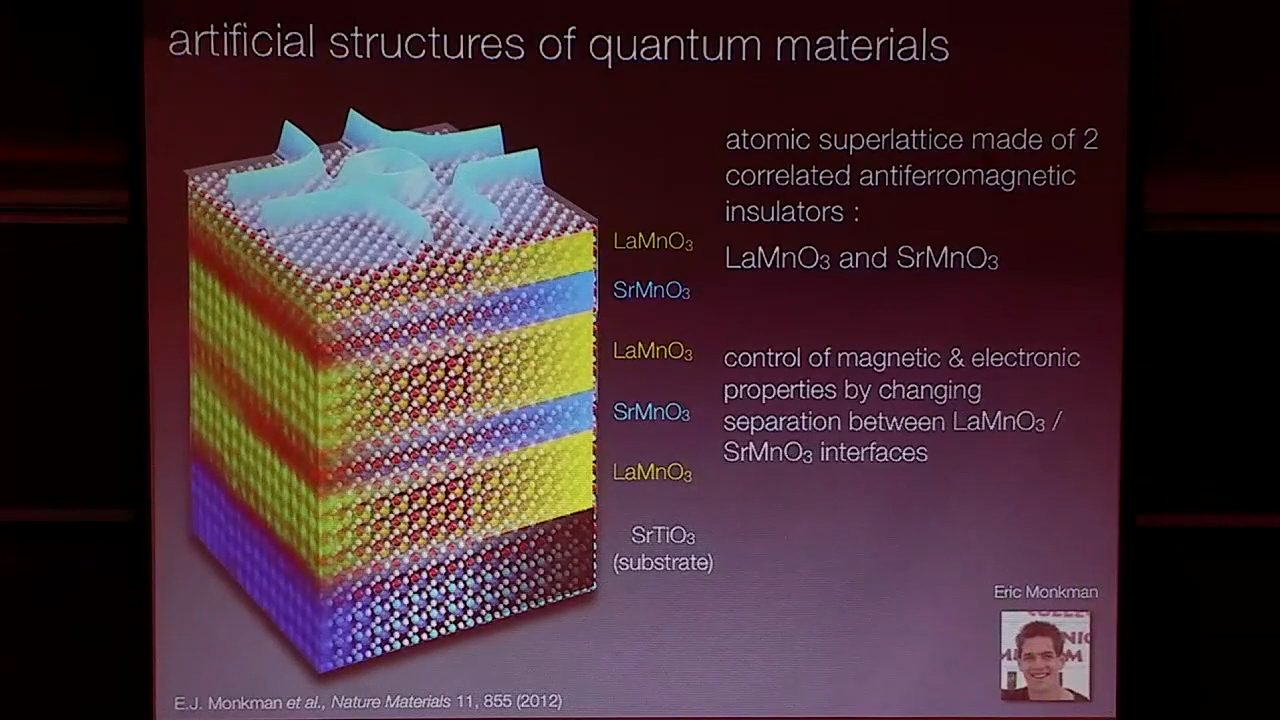 artificial structures of quantum materials
atomic superlattice made of 2
correlated antiferromagnetic
insulators :
LaMnO₃ and SrMnO₃
control of magnetic & electronic
properties by changing
separation between LaMnO₃ /
SrMnO₃ interfaces
LaMnO₃
SrMnO₃
LaMnO₃
SrMnO₃
LaMnO₃
SrTiO₃
(substrate)
Eric Monkman
E.J. Monkman et al., Nature Materials 11, 855 (2012)